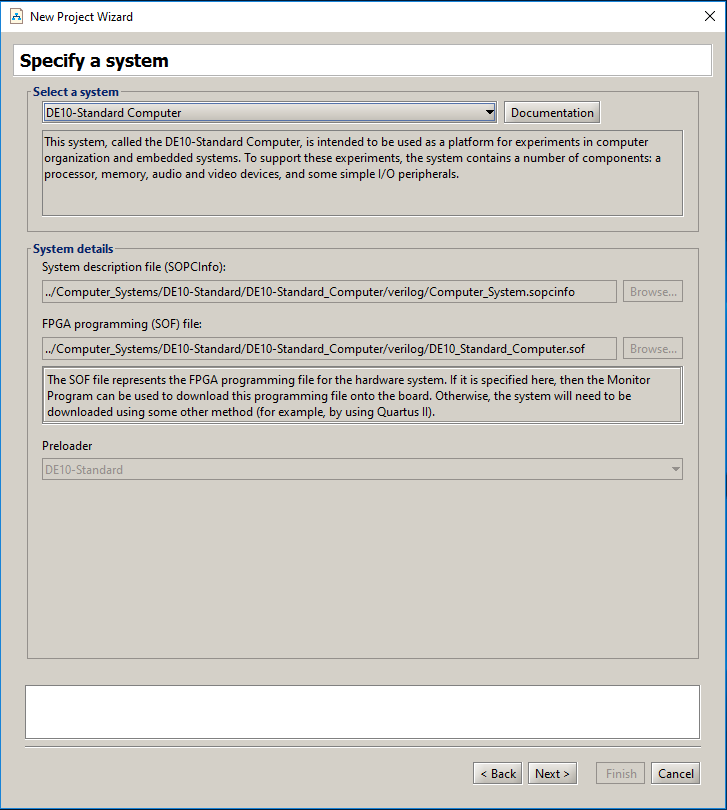 New Project Wizard
Specify a system
Select a system
DE10-Standard Computer
Documentation
This system, called the DE10-Standard Computer, is intended to be used as a platform for experiments in computer
organization and embedded systems. To support these experiments, the system contains a number of components: a
processor, memory, audio and video devices, and some simple I/O peripherals.
System details
System description file (SOPCInfo):
../Computer_Systems/DE10-Standard/DE10-Standard_Computer/verilog/Computer_System.sopcinfo
Browse...
FPGA programming (SOF) file:
../Computer_Systems/DE10-Standard/DE10-Standard_Computer/verilog/DE10_Standard_Computer.sof
Browse...
The SOF file represents the FPGA programming file for the hardware system. If it is specified here, then the Monitor
Program can be used to download this programming file onto the board. Otherwise, the system will need to be
downloaded using some other method (for example, by using Quartus II).
Preloader
DE10-Standard
< Back
Next >
Finish
Cancel